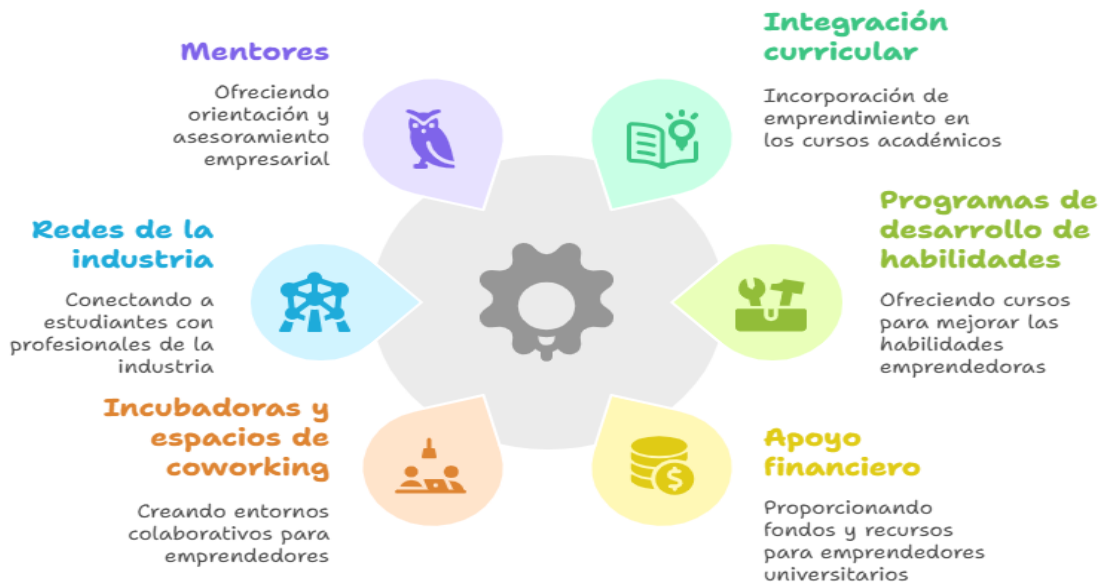 Mentores
Ofreciendo
orientación y
asesoramiento
empresarial
Integración
curricular
Incorporación de
emprendimiento en
los cursos académicos
Redes de la
industria
Conectando a
estudiantes con
profesionales de la
industria
Programas de
desarrollo de
habilidades
Ofreciendo cursos
para mejorar las
habilidades
emprendedoras
Incubadoras y
espacios de
coworking
Creando entornos
colaborativos para
emprendedores
Apoyo
financiero
Proporcionando
fondos y recursos
para emprendedores
universitarios